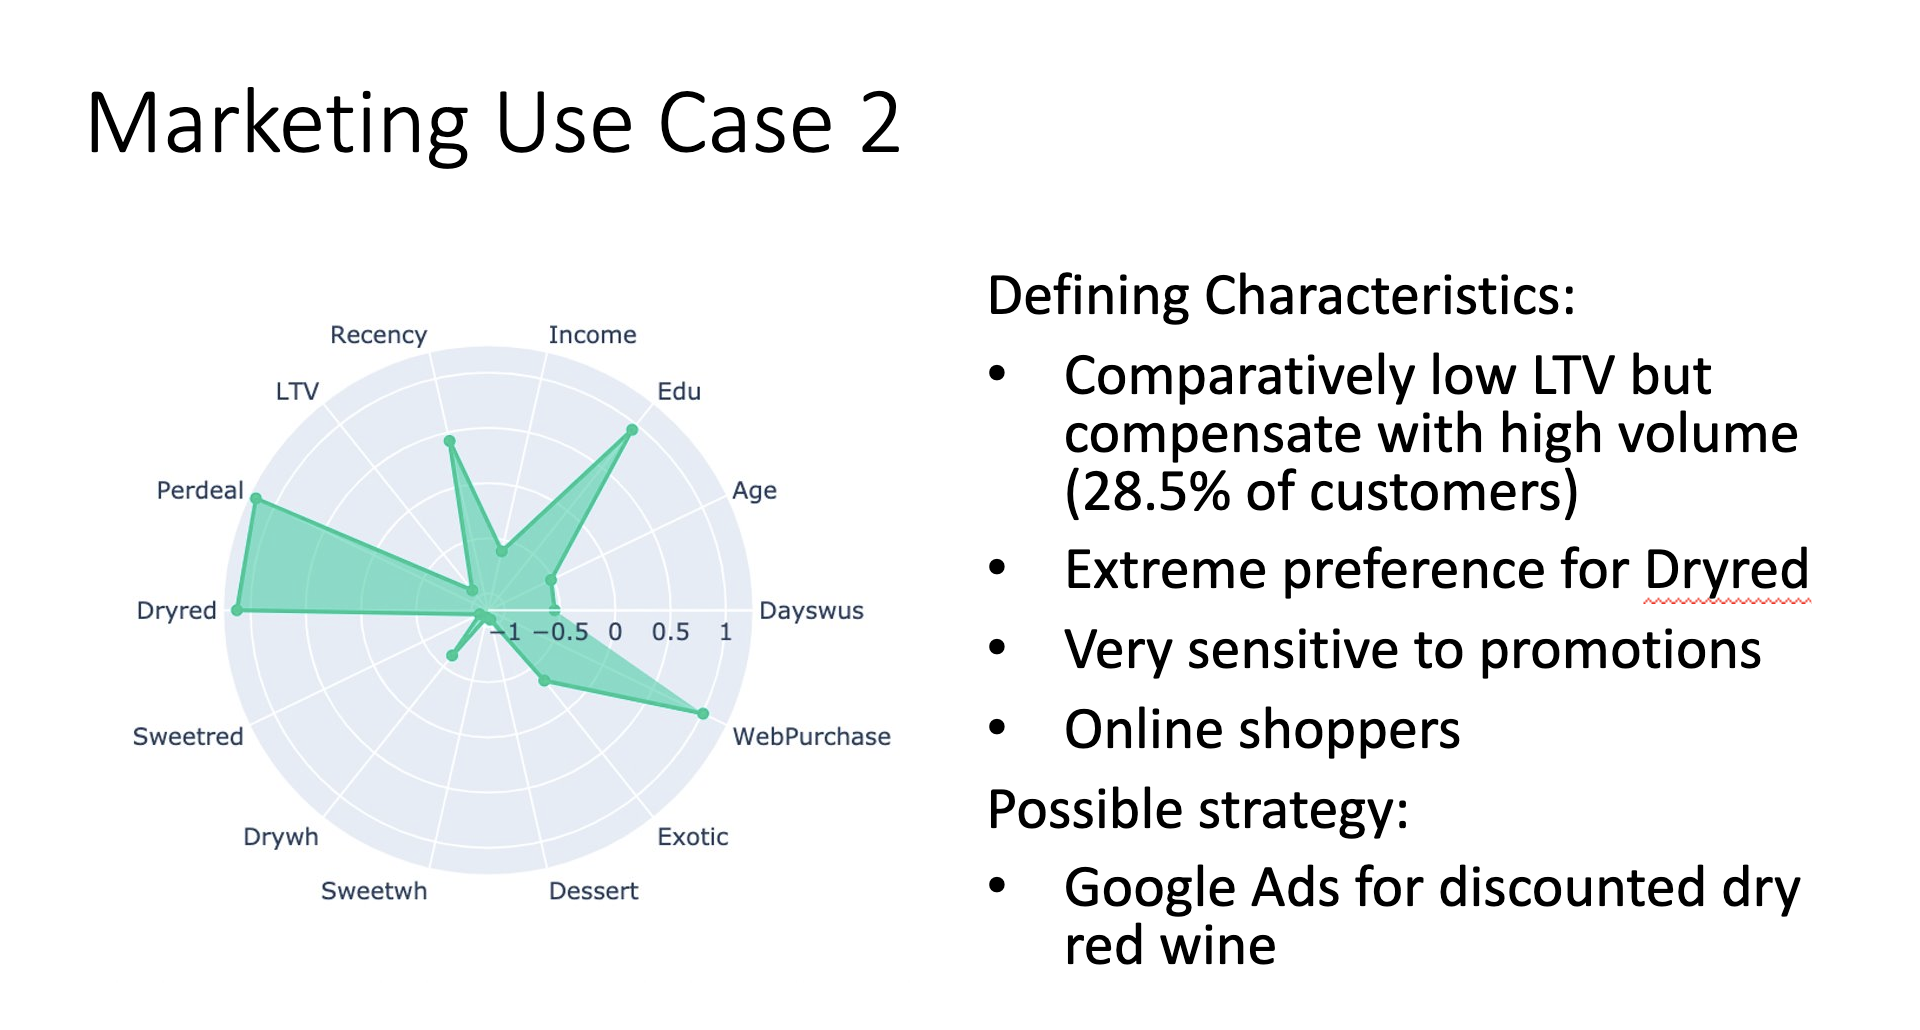 Marketing Use Case 2
Recency
Income
LTV
Edu
Perdeal
Age
Dryred
Dayswus
−1 −0.5 0 0.5 1
Sweetred
WebPurchase
Drywh
Exotic
Sweetwh
Dessert
Defining Characteristics:
• Comparatively low LTV but
compensate with high volume
(28.5% of customers)
• Extreme preference for Dryred
• Very sensitive to promotions
• Online shoppers
Possible strategy:
• Google Ads for discounted dry
red wine